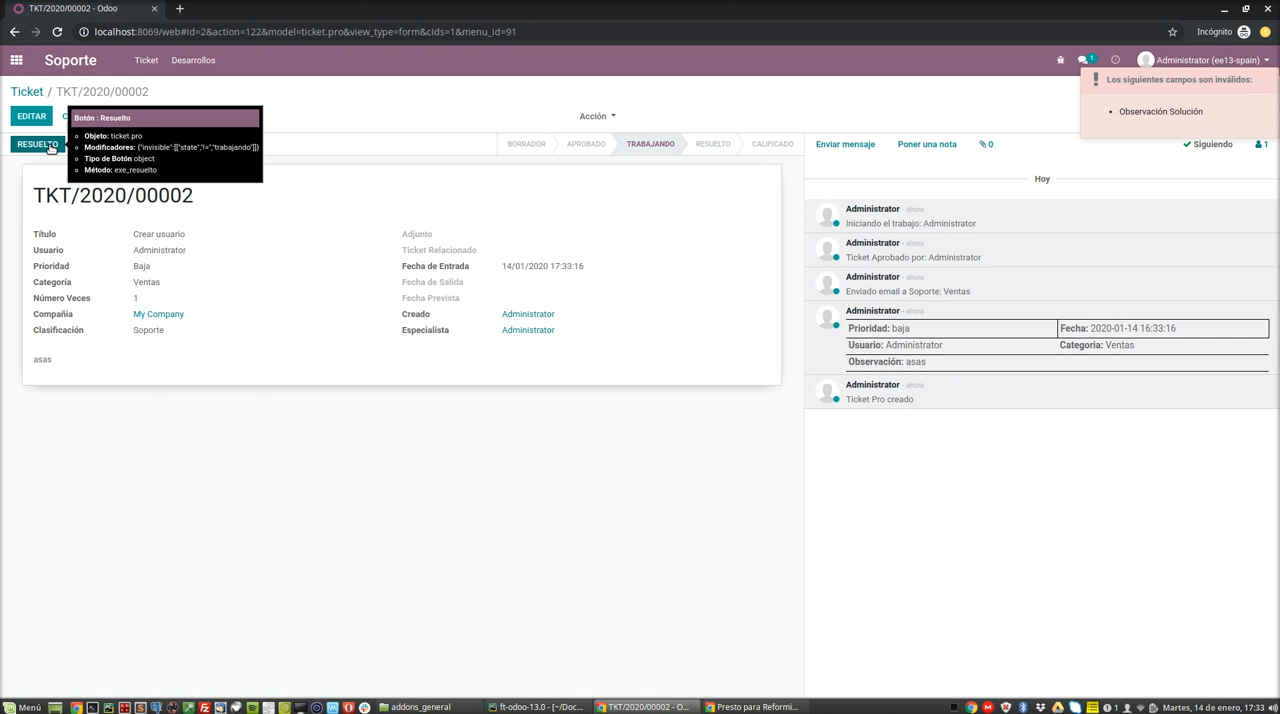 TKT/2020/00002 - Odoo
localhost:8069/web#id=2&action=122&model=ticket.pro&view_type=form&cids=1&menu_id=91
Incógnito
Soporte
Ticket
Desarrollos
1
Administrator (ee13-spain)
Los siguientes campos son inválidos:
Observación Solución
Ticket / TKT/2020/00002
EDITAR
Acción
Botón : Resuelto
Objeto: ticket.pro
Modificadores: {"invisible":[["state","!=","trabajando"]]}
Tipo de Botón object
Método: exe_resuelto
RESUELTO
BORRADOR
APROBADO
TRABAJANDO
RESUELTO
CALIFICADO
Enviar mensaje
Poner una nota
0
Siguiendo
1
TKT/2020/00002
Título Crear usuario
Usuario Administrator
Prioridad Baja
Categoría Ventas
Número Veces 1
Compañia My Company
Clasificación Soporte
Adjunto
Ticket Relacionado
Fecha de Entrada 14/01/2020 17:33:16
Fecha de Salida
Fecha Prevista
Creado Administrator
Especialista Administrator
asas
Hoy
Administrator - ahora
Iniciando el trabajo: Administrator
Administrator - ahora
Ticket Aprobado por: Administrator
Administrator - ahora
Enviado email a Soporte: Ventas
Administrator - ahora
Prioridad: baja Fecha: 2020-01-14 16:33:16
Usuario: Administrator Categoria: Ventas
Observación: asas
Administrator - ahora
Ticket Pro creado
Menú
addons_general
ft-odoo-13.0 - [~/Doc...
TKT/2020/00002 - O...
Presto para Reformi...
1
Martes, 14 de enero, 17:33